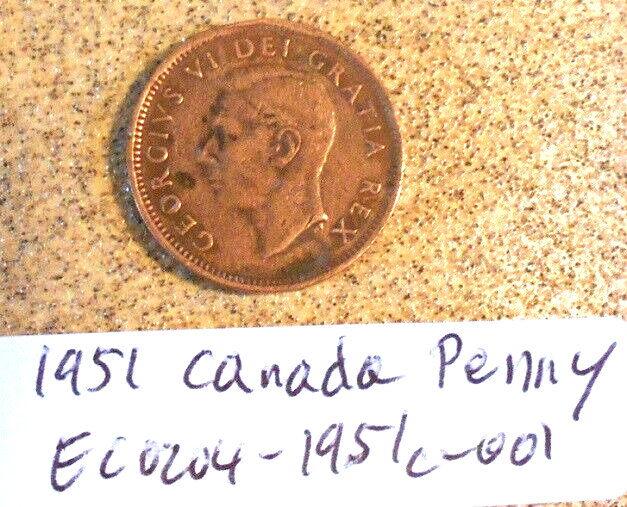 GEORGIVS VI DEI GRATIA REX
1951 Canada Penny
EC0204-1951c-001